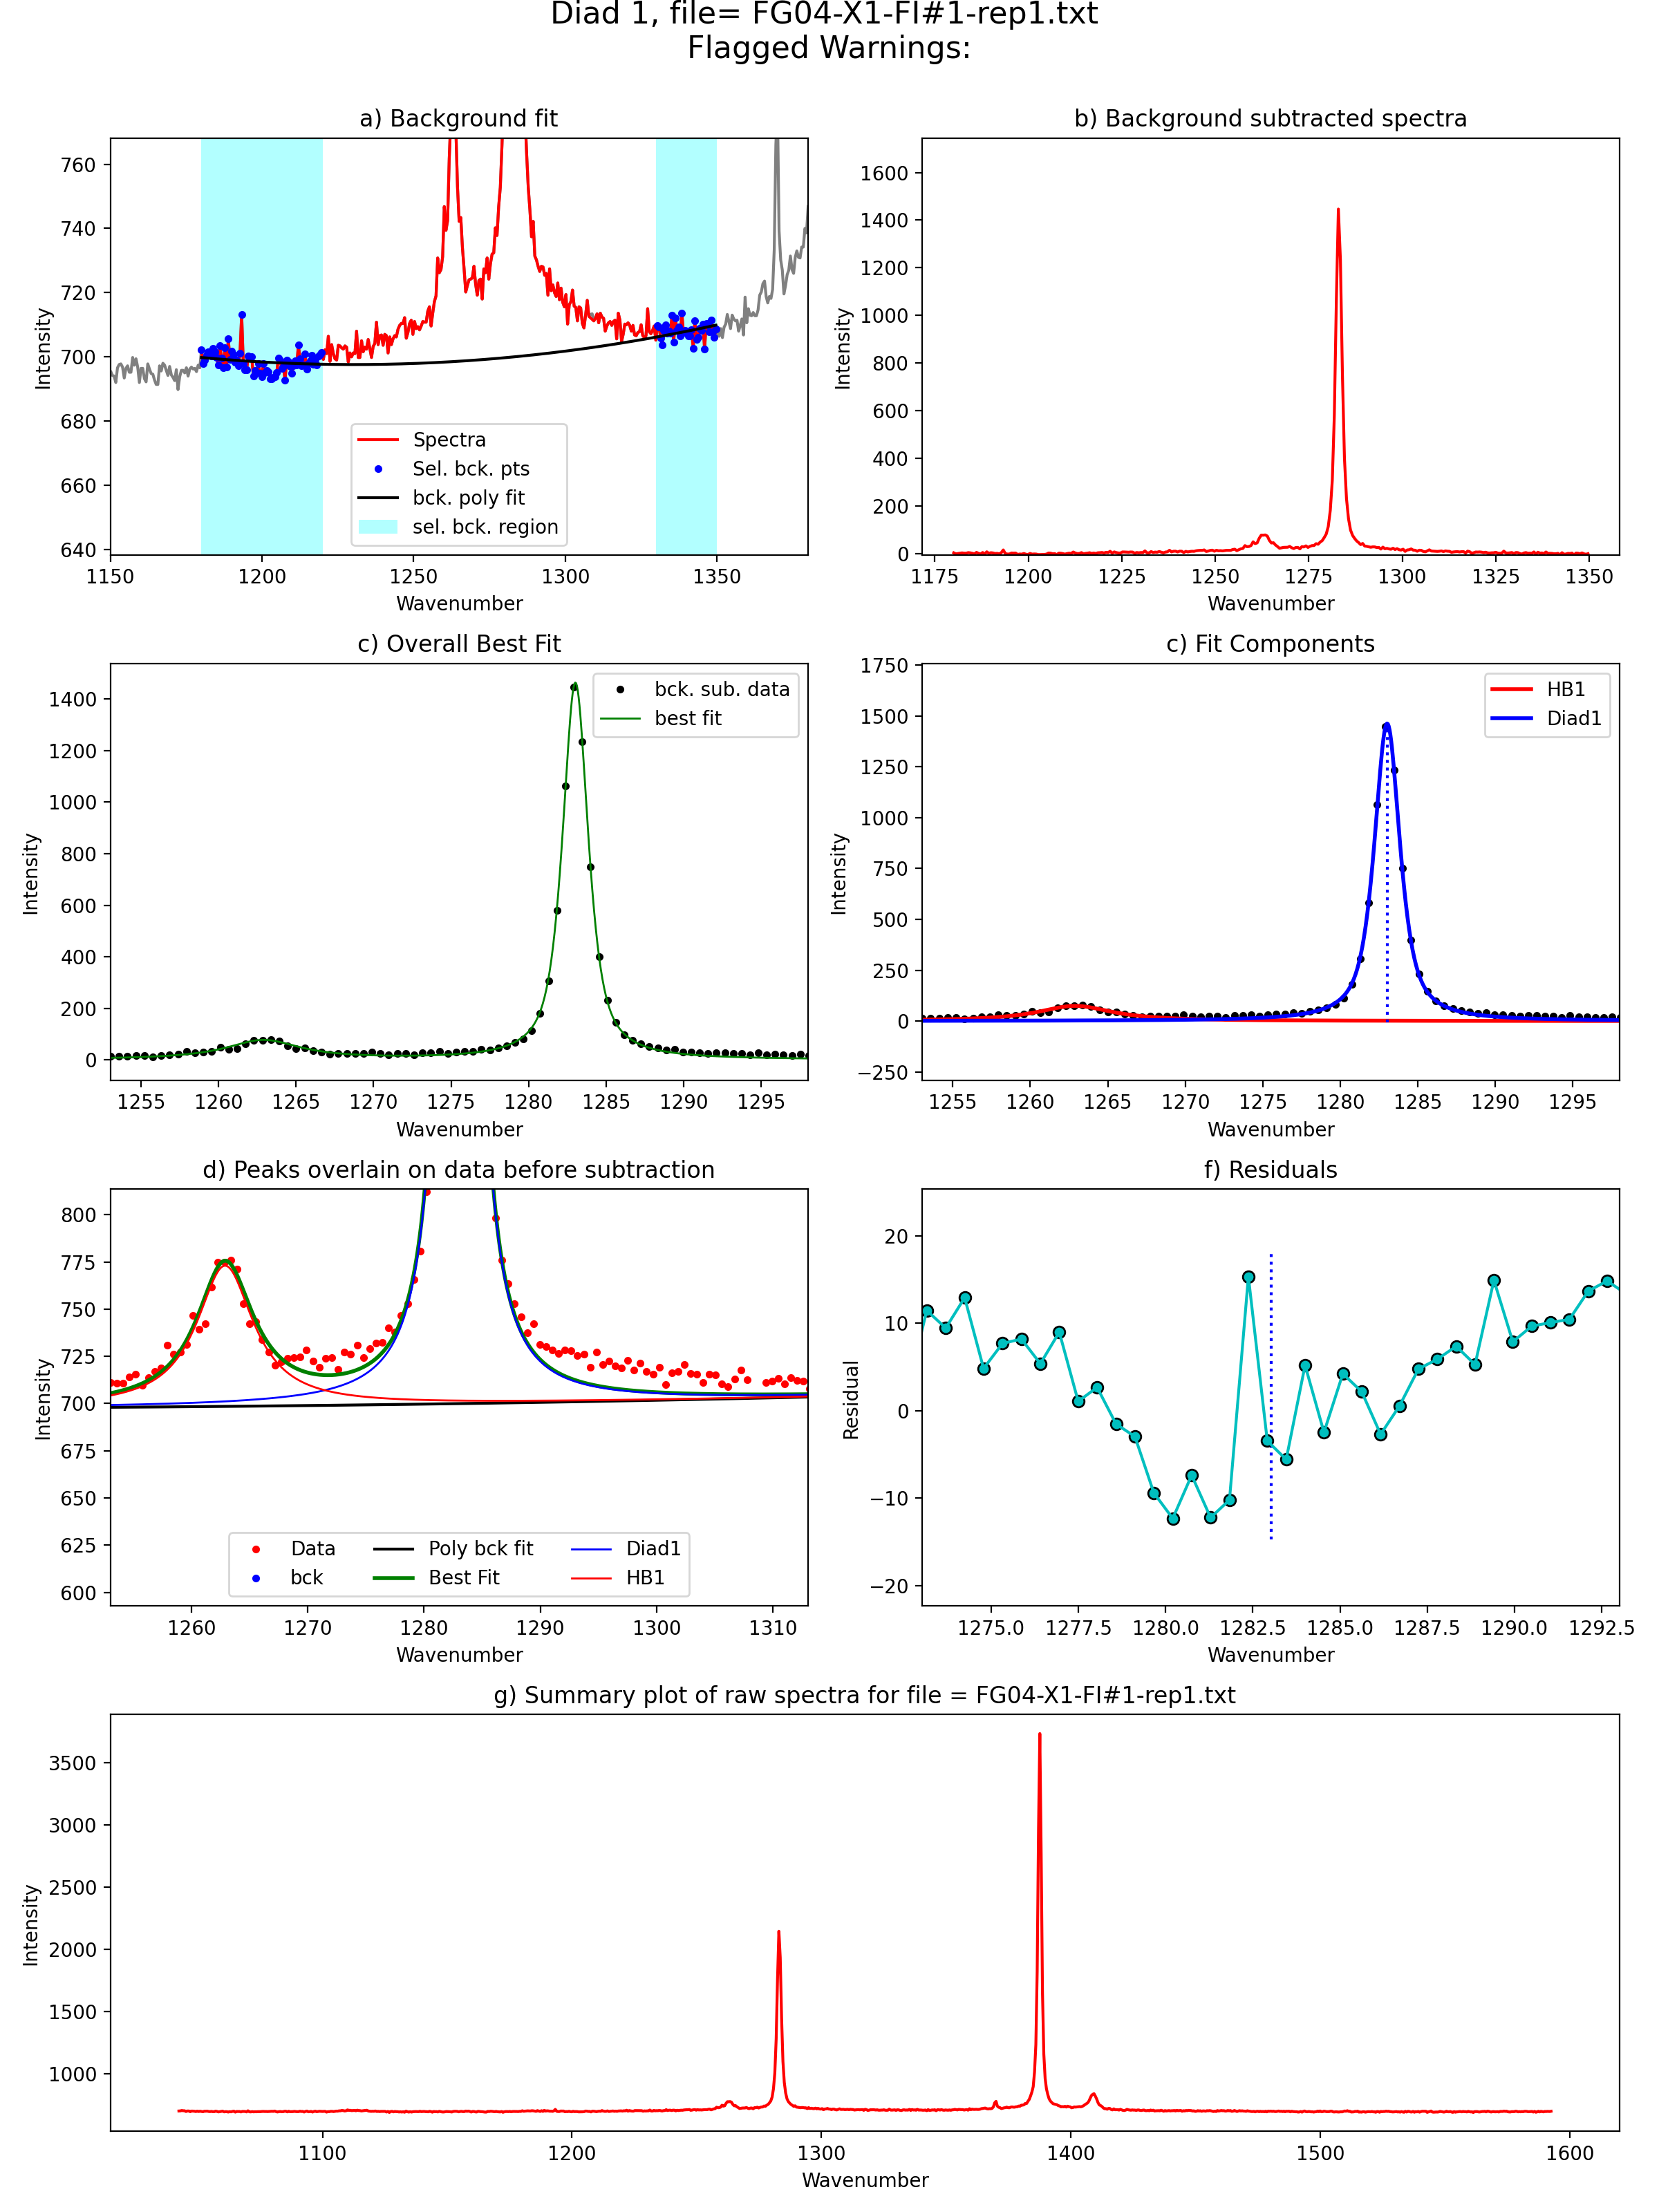 Diad 1, file= FG04-X1-FI#1-rep1.txt
Flagged Warnings:
a) Background fit
760
740
720
700
680
660
640
Intensity
Spectra
Sel. bck. pts
bck. poly fit
sel. bck. region
1150 1200 1250 1300 1350
Wavenumber
b) Background subtracted spectra
1600
1400
1200
1000
800
600
400
200
0
Intensity
1175 1200 1225 1250 1275 1300 1325 1350
Wavenumber
c) Overall Best Fit
1400
1200
1000
800
600
400
200
0
Intensity
bck. sub. data
best fit
1255 1260 1265 1270 1275 1280 1285 1290 1295
Wavenumber
c) Fit Components
1750
1500
1250
1000
750
500
250
0
−250
Intensity
HB1
Diad1
1255 1260 1265 1270 1275 1280 1285 1290 1295
Wavenumber
d) Peaks overlain on data before subtraction
800
775
750
725
700
675
650
625
600
Intensity
Data
bck
Poly bck fit
Best Fit
Diad1
HB1
1260 1270 1280 1290 1300 1310
Wavenumber
f) Residuals
20
10
0
−10
−20
Residual
1275.0 1277.5 1280.0 1282.5 1285.0 1287.5 1290.0 1292.5
Wavenumber
g) Summary plot of raw spectra for file = FG04-X1-FI#1-rep1.txt
3500
3000
2500
2000
1500
1000
Intensity
1100 1200 1300 1400 1500 1600
Wavenumber